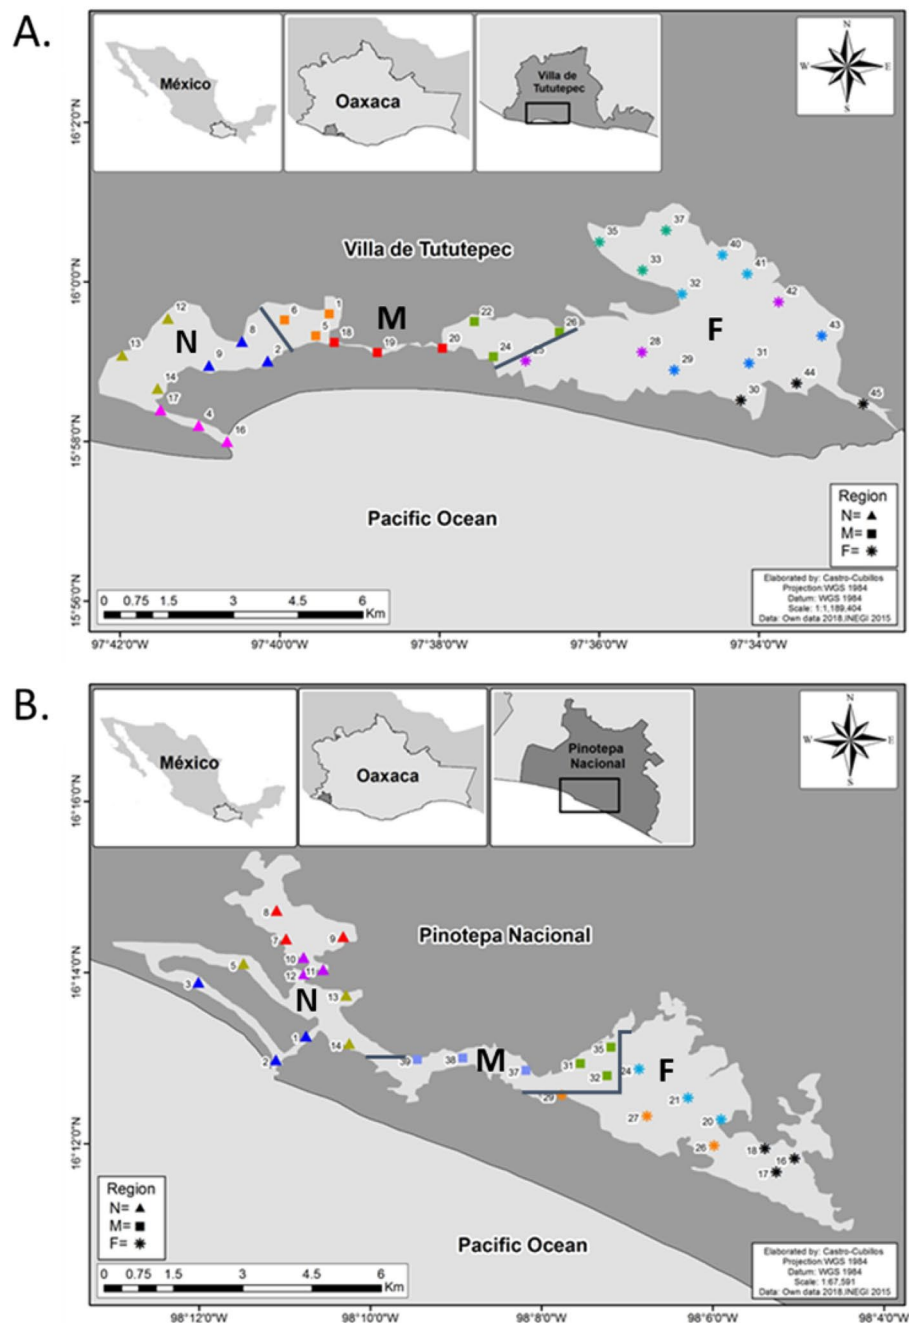 A.
México
Oaxaca
Villa de
Tututepec
N
W
E
S
16°2'0"N
16°0'0"N
15°58'0"N
15°56'0"N
Villa de Tututepec
35
37
33
40
41
32
42
43
12
6
1
8
5
18
M
22
26
N
F
13
9
2
19
20
24
25
28
29
31
30
44
45
14
17
4
16
Pacific Ocean
Region
N=
M=
F=
Elaborated by: Castro-Cubillos
Projection:WGS 1984
Datum: WGS 1984
Scale: 1:1,189,404
Data: Own data 2018,INEGI 2015
0 0.75 1.5 3 4.5 6
Km
97°42'0"W 97°40'0"W 97°38'0"W 97°36'0"W 97°34'0"W
B.
México
Oaxaca
Pinotepa
Nacional
N
W
E
S
16°16'0"N
16°14'0"N
16°12'0"N
Pinotepa Nacional
8
7
9
10
5
11
12
3
N
13
1
14
2
39
38
M
37
31
35
32
F
24
29
27
21
20
26
18
16
17
Pacific Ocean
Region
N=
M=
F=
0 0.75 1.5 3 4.5 6
Km
Elaborated by: Castro-Cubillos
Projection: WGS 1984
Datum: WGS 1984
Scale: 1:67,591
Data: Own data 2018,INEGI 2015
98°12'0"W 98°10'0"W 98°8'0"W 98°6'0"W 98°4'0"W